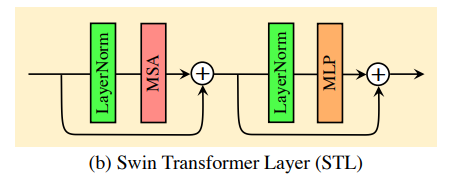 LayerNorm
MSA
+
LayerNorm
MLP
+
(b) Swin Transformer Layer (STL)